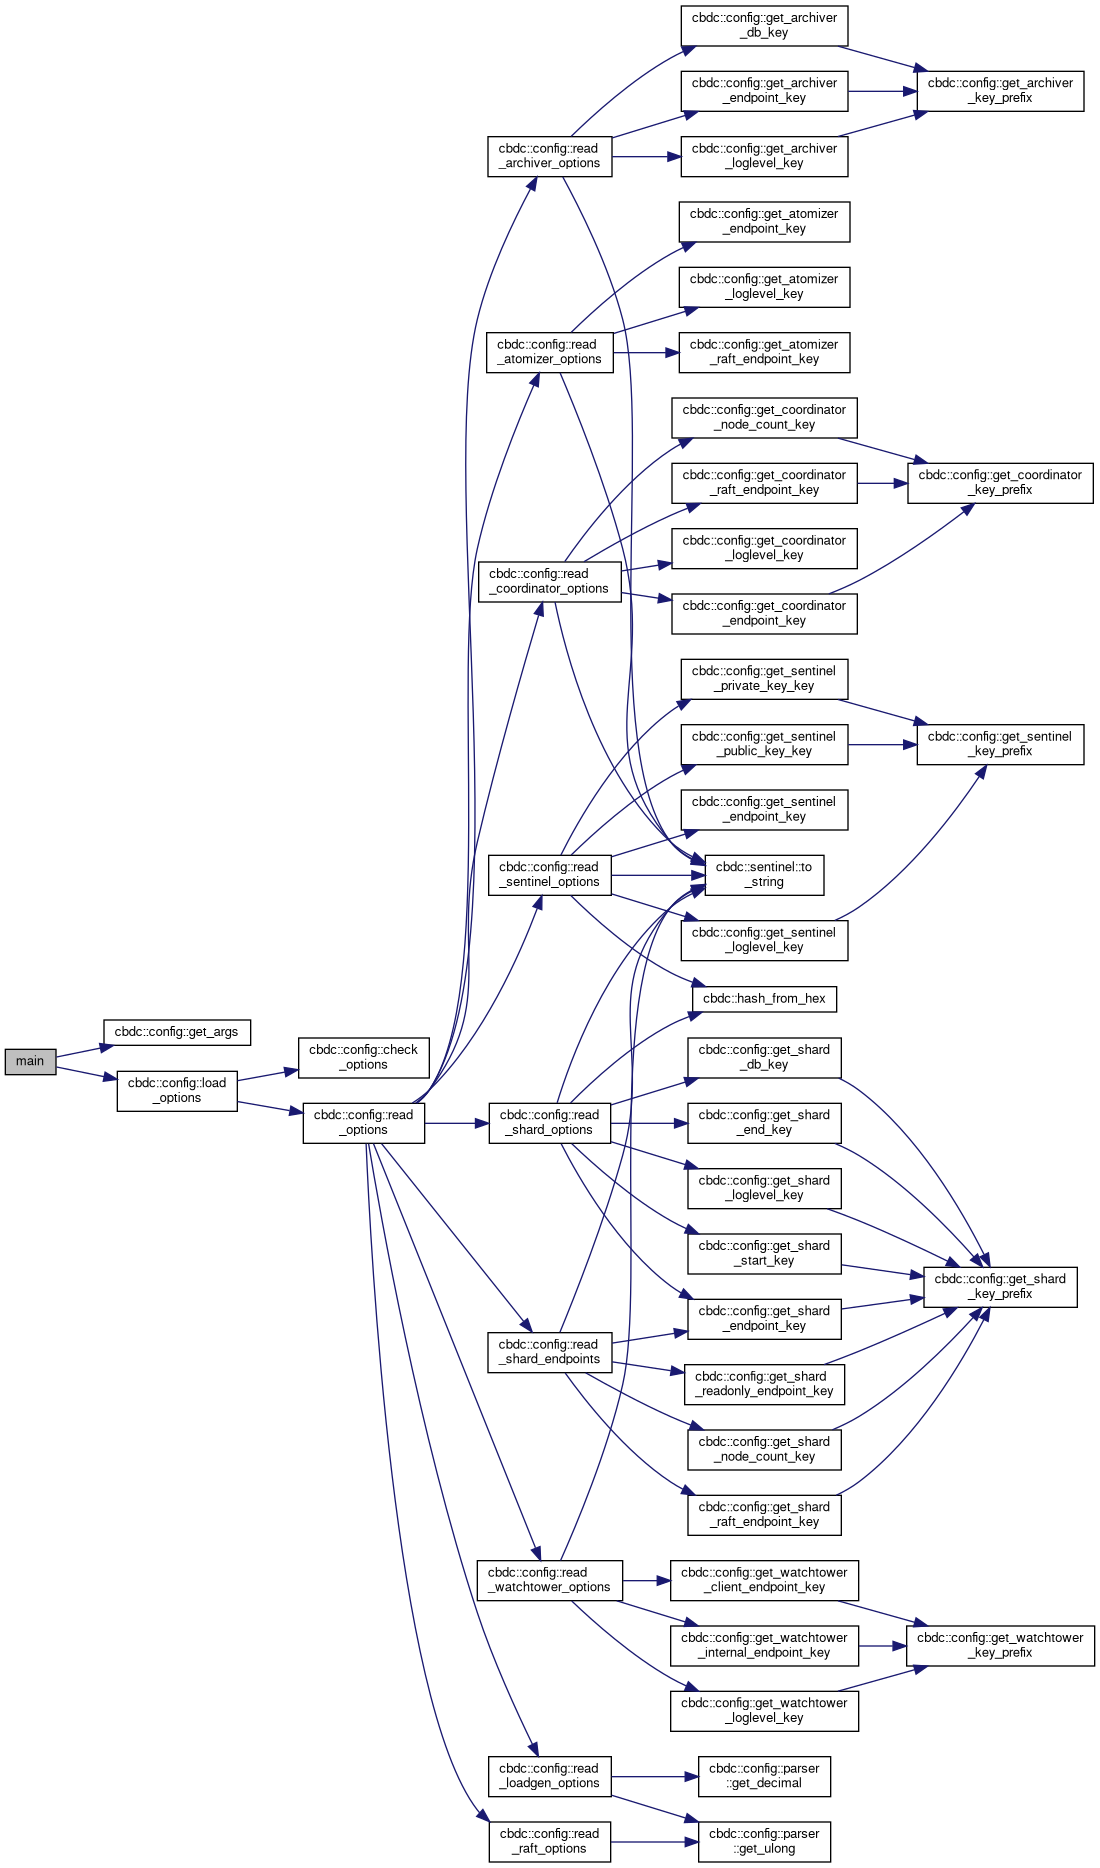 cbdc::config::get_archiver
_db_key
cbdc::config::get_archiver
_endpoint_key
cbdc::config::get_archiver
_key_prefix
cbdc::config::read
_archiver_options
cbdc::config::get_archiver
_loglevel_key
cbdc::config::get_atomizer
_endpoint_key
cbdc::config::get_atomizer
_loglevel_key
cbdc::config::read
_atomizer_options
cbdc::config::get_atomizer
_raft_endpoint_key
cbdc::config::get_coordinator
_node_count_key
cbdc::config::get_coordinator
_raft_endpoint_key
cbdc::config::get_coordinator
_key_prefix
cbdc::config::get_coordinator
_loglevel_key
cbdc::config::read
_coordinator_options
cbdc::config::get_coordinator
_endpoint_key
cbdc::config::get_sentinel
_private_key_key
cbdc::config::get_sentinel
_public_key_key
cbdc::config::get_sentinel
_key_prefix
cbdc::config::get_sentinel
_endpoint_key
cbdc::config::read
_sentinel_options
cbdc::sentinel::to
_string
cbdc::config::get_sentinel
_loglevel_key
cbdc::hash_from_hex
cbdc::config::get_args
main
cbdc::config::load
_options
cbdc::config::check
_options
cbdc::config::read
_options
cbdc::config::read
_shard_options
cbdc::config::get_shard
_db_key
cbdc::config::get_shard
_end_key
cbdc::config::get_shard
_loglevel_key
cbdc::config::get_shard
_start_key
cbdc::config::get_shard
_key_prefix
cbdc::config::get_shard
_endpoint_key
cbdc::config::read
_shard_endpoints
cbdc::config::get_shard
_readonly_endpoint_key
cbdc::config::get_shard
_node_count_key
cbdc::config::get_shard
_raft_endpoint_key
cbdc::config::read
_watchtower_options
cbdc::config::get_watchtower
_client_endpoint_key
cbdc::config::get_watchtower
_internal_endpoint_key
cbdc::config::get_watchtower
_key_prefix
cbdc::config::get_watchtower
_loglevel_key
cbdc::config::read
_loadgen_options
cbdc::config::parser
::get_decimal
cbdc::config::read
_raft_options
cbdc::config::parser
::get_ulong